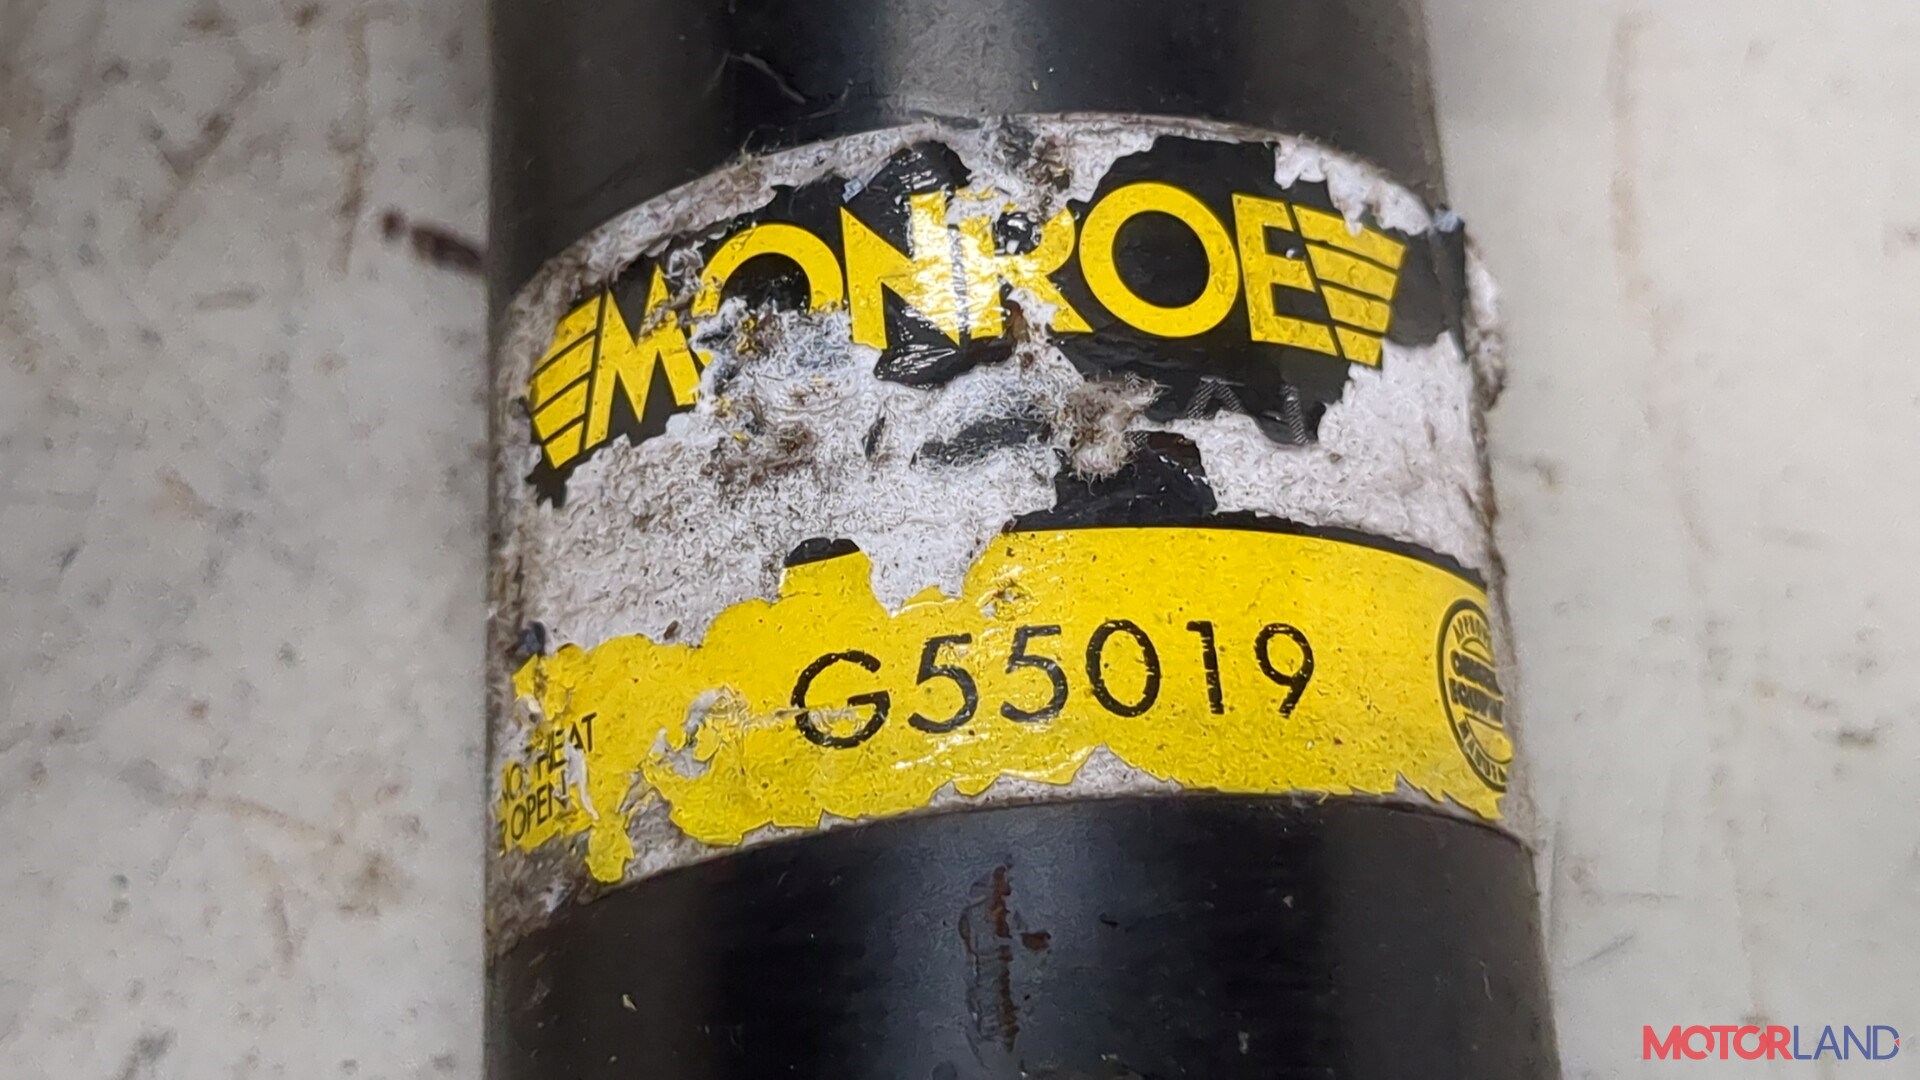 MONROE
G55019
HEAT
OPEN
MOTORLAND